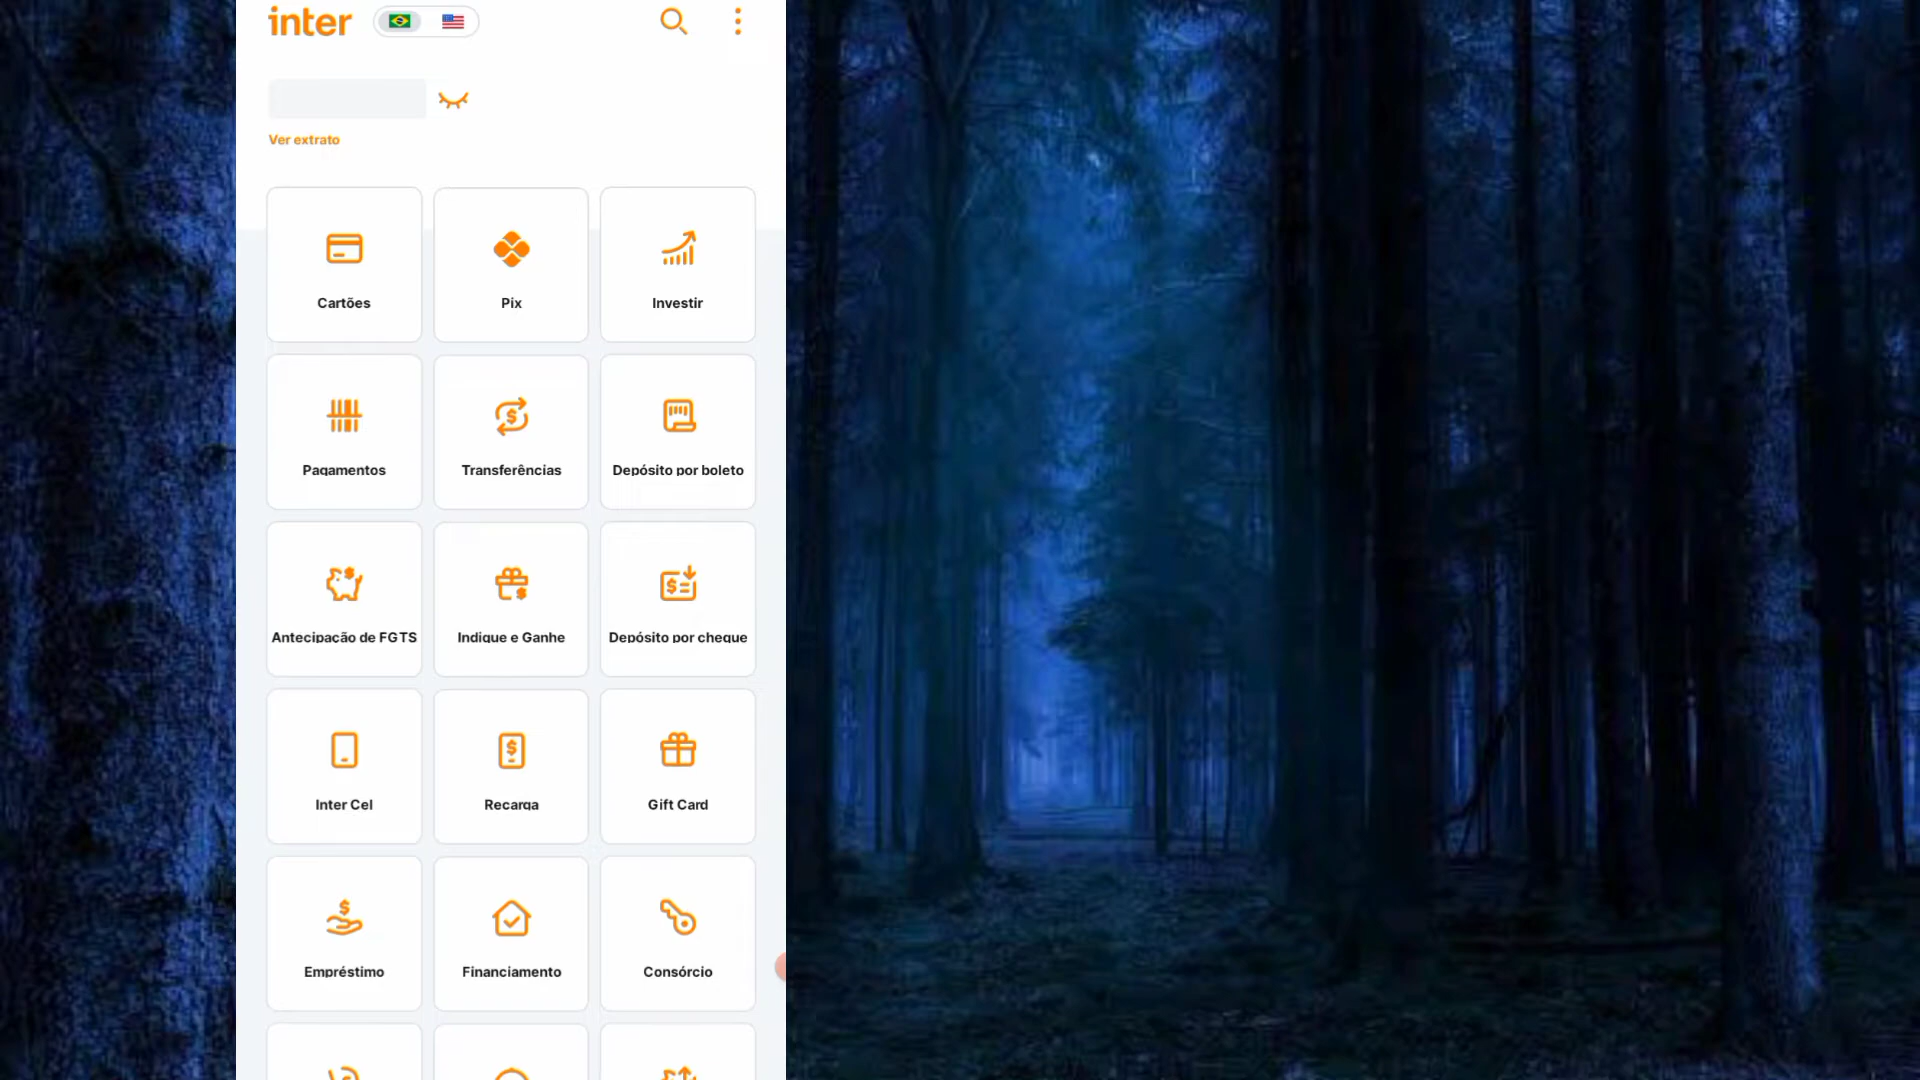 inter
Ver extrato
Cartões
Pix
Investir
Pagamentos
Transferências
Depósito por boleto
Antecipação de FGTS
Indique e Ganhe
Depósito por cheque
Inter Cel
Recarga
Gift Card
Empréstimo
Financiamento
Consórcio